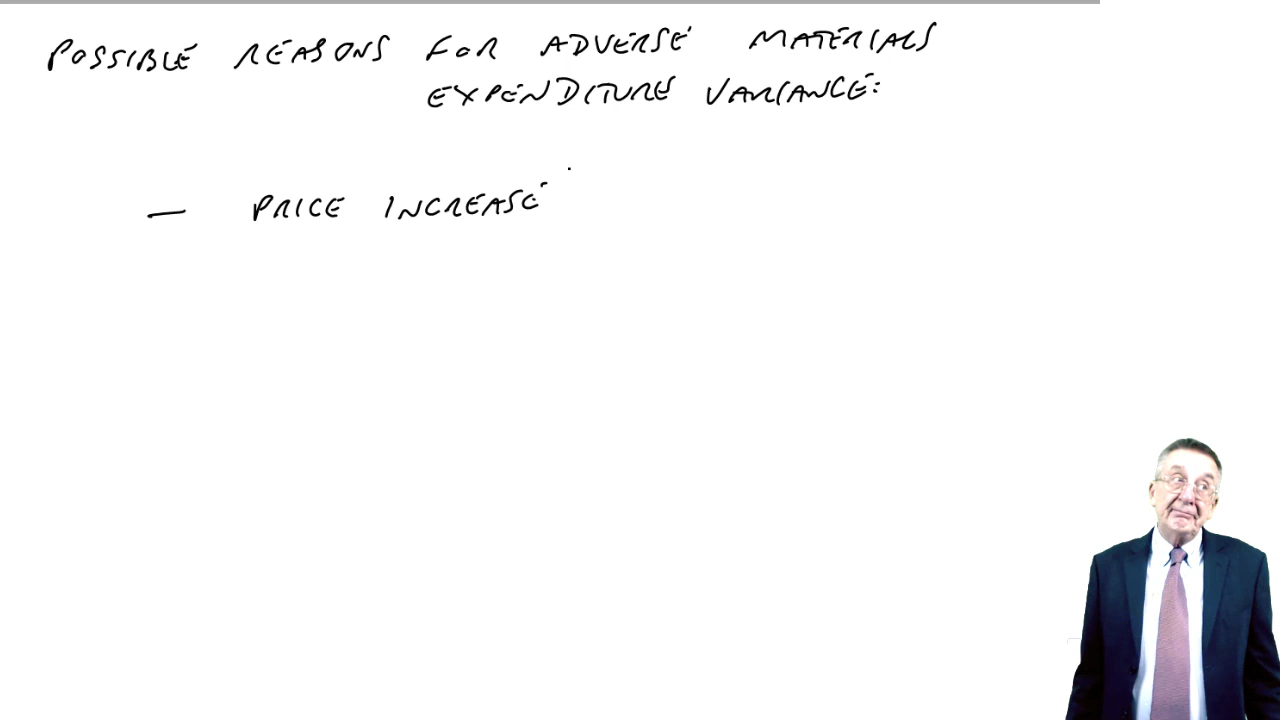 POSSIBLE REASONS FOR ADVERSE MATERIALS
EXPENDITURE VARIANCE:
— PRICE INCREASE